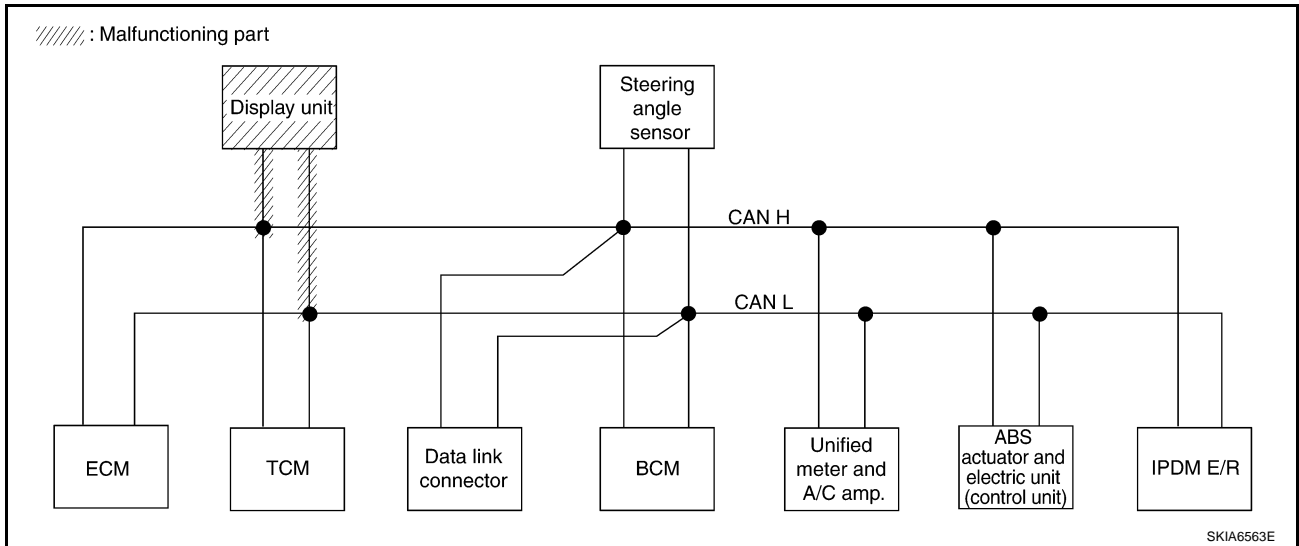 : Malfunctioning part
Display unit
Steering
angle
sensor
CAN H
CAN L
ECM
TCM
Data link
connector
BCM
Unified
meter and
A/C amp.
ABS
actuator and
electric unit
(control unit)
IPDM E/R
SKIA6563E